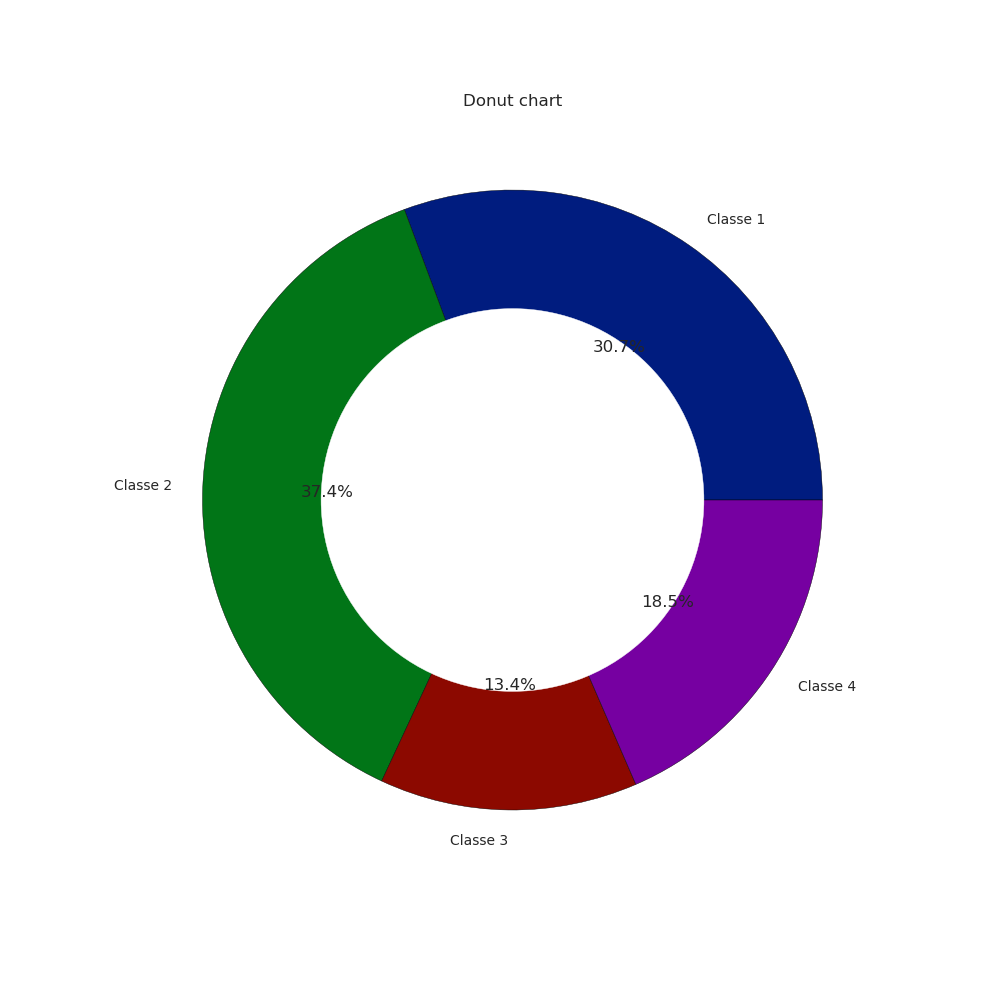 Donut chart
Classe 1
30.7%
Classe 2
37.4%
18.5%
13.4%
Classe 4
Classe 3